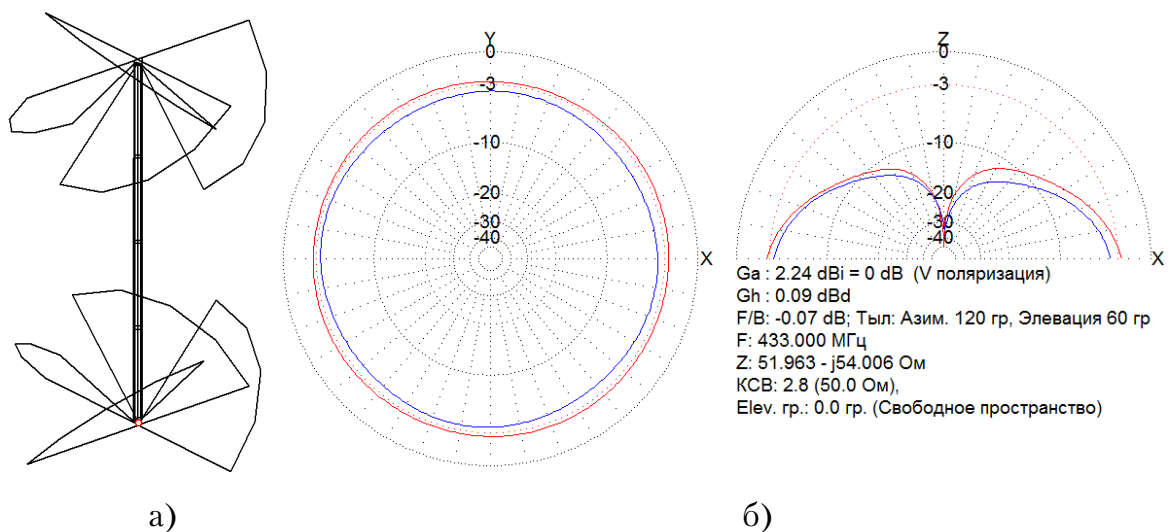 Y
0
-3
-10
-20
-30
-40
X
Z
0
-3
-10
-20
-30
-40
X
Ga : 2.24 dBi = 0 dB (V поляризация)
Gh : 0.09 dBd
F/B: -0.07 dB; Тыл: Азим. 120 гр, Элевация 60 гр
F: 433.000 МГц
Z: 51.963 - j54.006 Ом
КСВ: 2.8 (50.0 Ом),
Elev. гр.: 0.0 гр. (Свободное пространство)
а)
б)